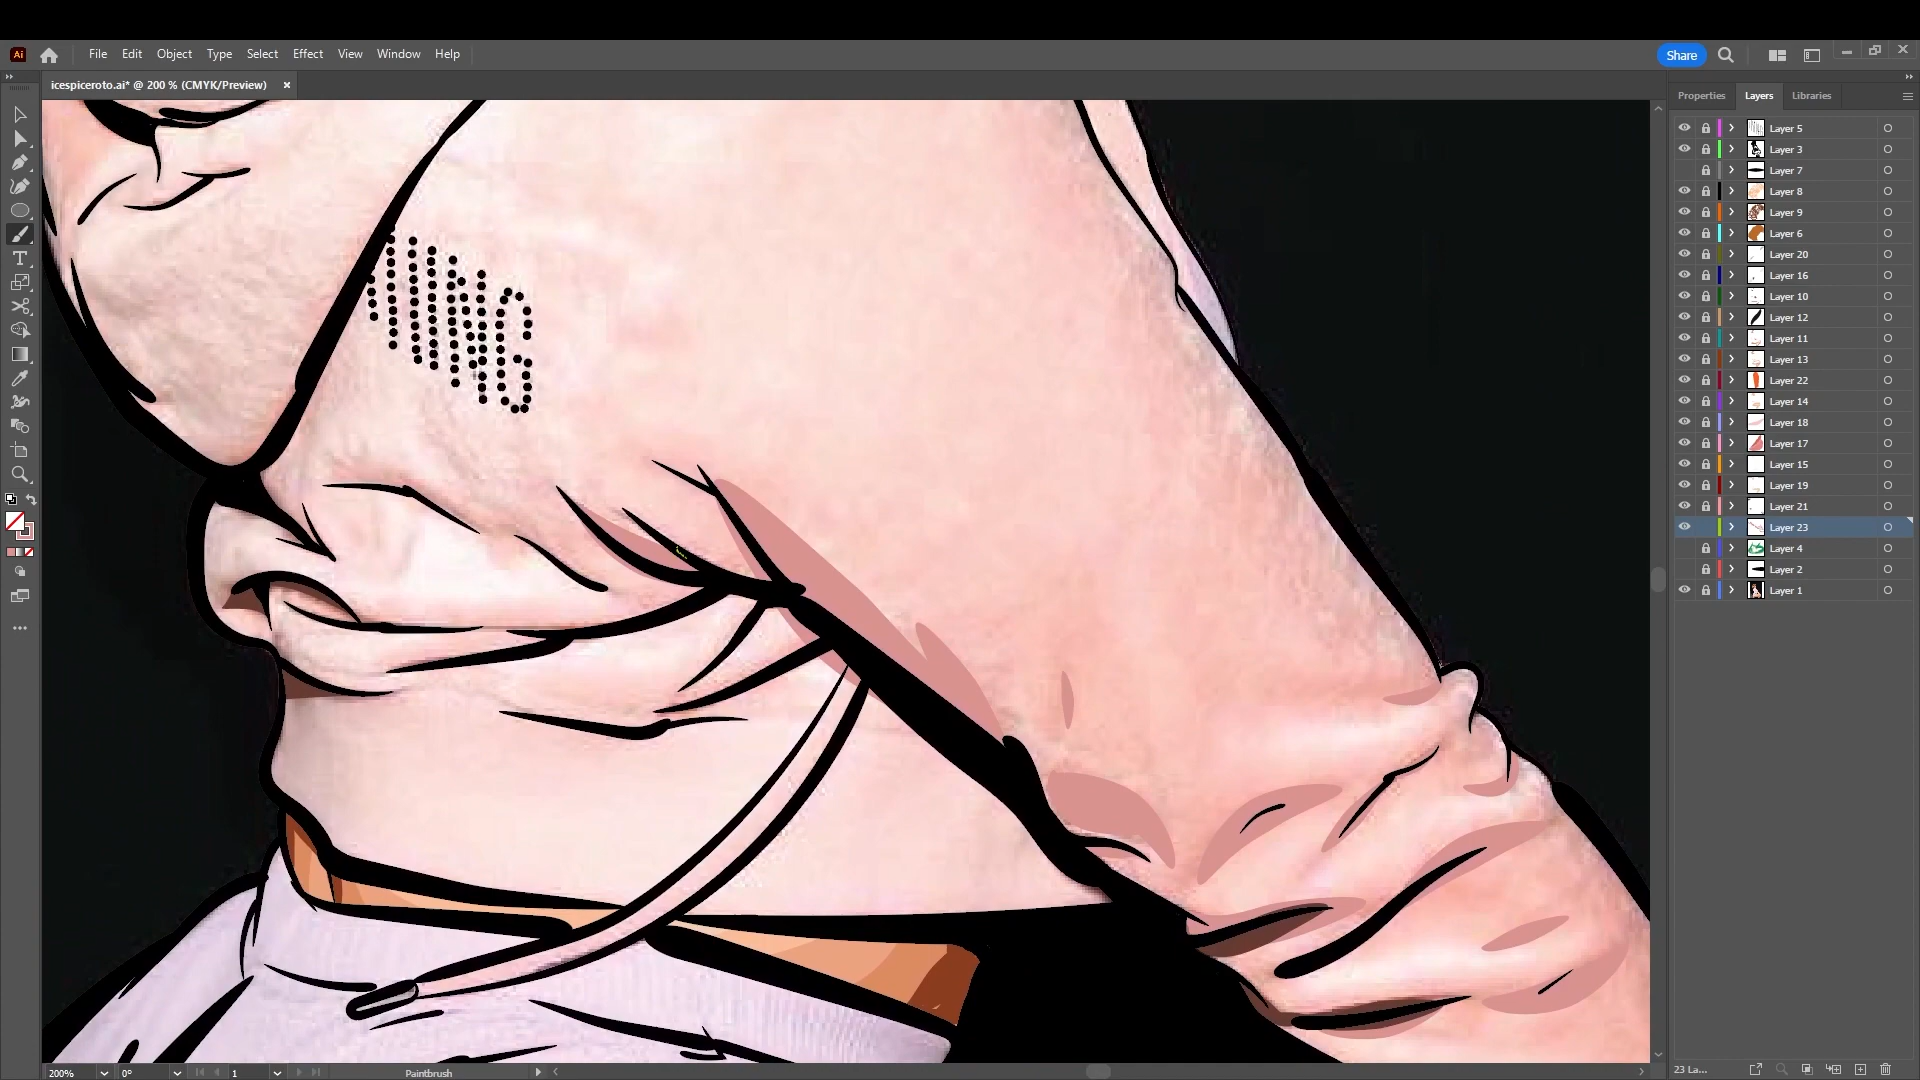 Ai File Edit Object Type Select Effect View Window Help Share
icespiceroto.ai* @ 200 % (CMYK/Preview) ×
Properties Layers Libraries
Layer 5
Layer 3
Layer 7
Layer 8
Layer 9
Layer 6
Layer 20
Layer 16
Layer 10
Layer 12
Layer 11
Layer 13
Layer 22
Layer 14
Layer 18
Layer 17
Layer 15
Layer 19
Layer 21
Layer 23
Layer 4
Layer 2
Layer 1
200% 0° 1 Paintbrush
23 La...